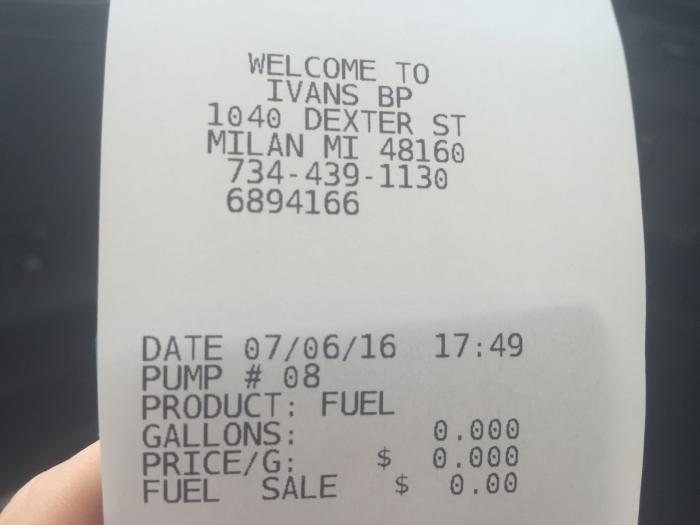 WELCOME TO
IVANS BP
1040 DEXTER ST
MILAN MI 48160
734-439-1130
6894166
DATE 07/06/16 17:49
PUMP # 08
PRODUCT: FUEL
GALLONS: 0.000
PRICE/G: $ 0.000
FUEL SALE $ 0.00